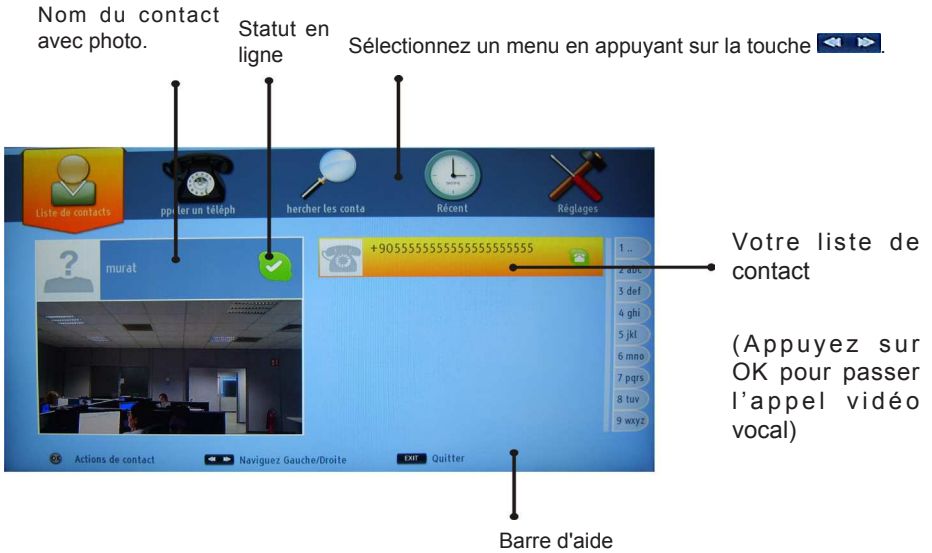 Nom du contact
avec photo.
Statut en
ligne
Sélectionnez un menu en appuyant sur la touche .
Liste de contacts
ppeler un téléph
hercher les conta
Récent
Réglages
murat
+9055555555555555555555
1 ..
2 abc
3 def
4 ghi
5 jkl
6 mno
7 pqrs
8 tuv
9 wxyz
Votre liste de
contact
(Appuyez sur
OK pour passer
l’appel vidéo
vocal)
OK Actions de contact
Naviguez Gauche/Droite
EXIT Quitter
Barre d'aide